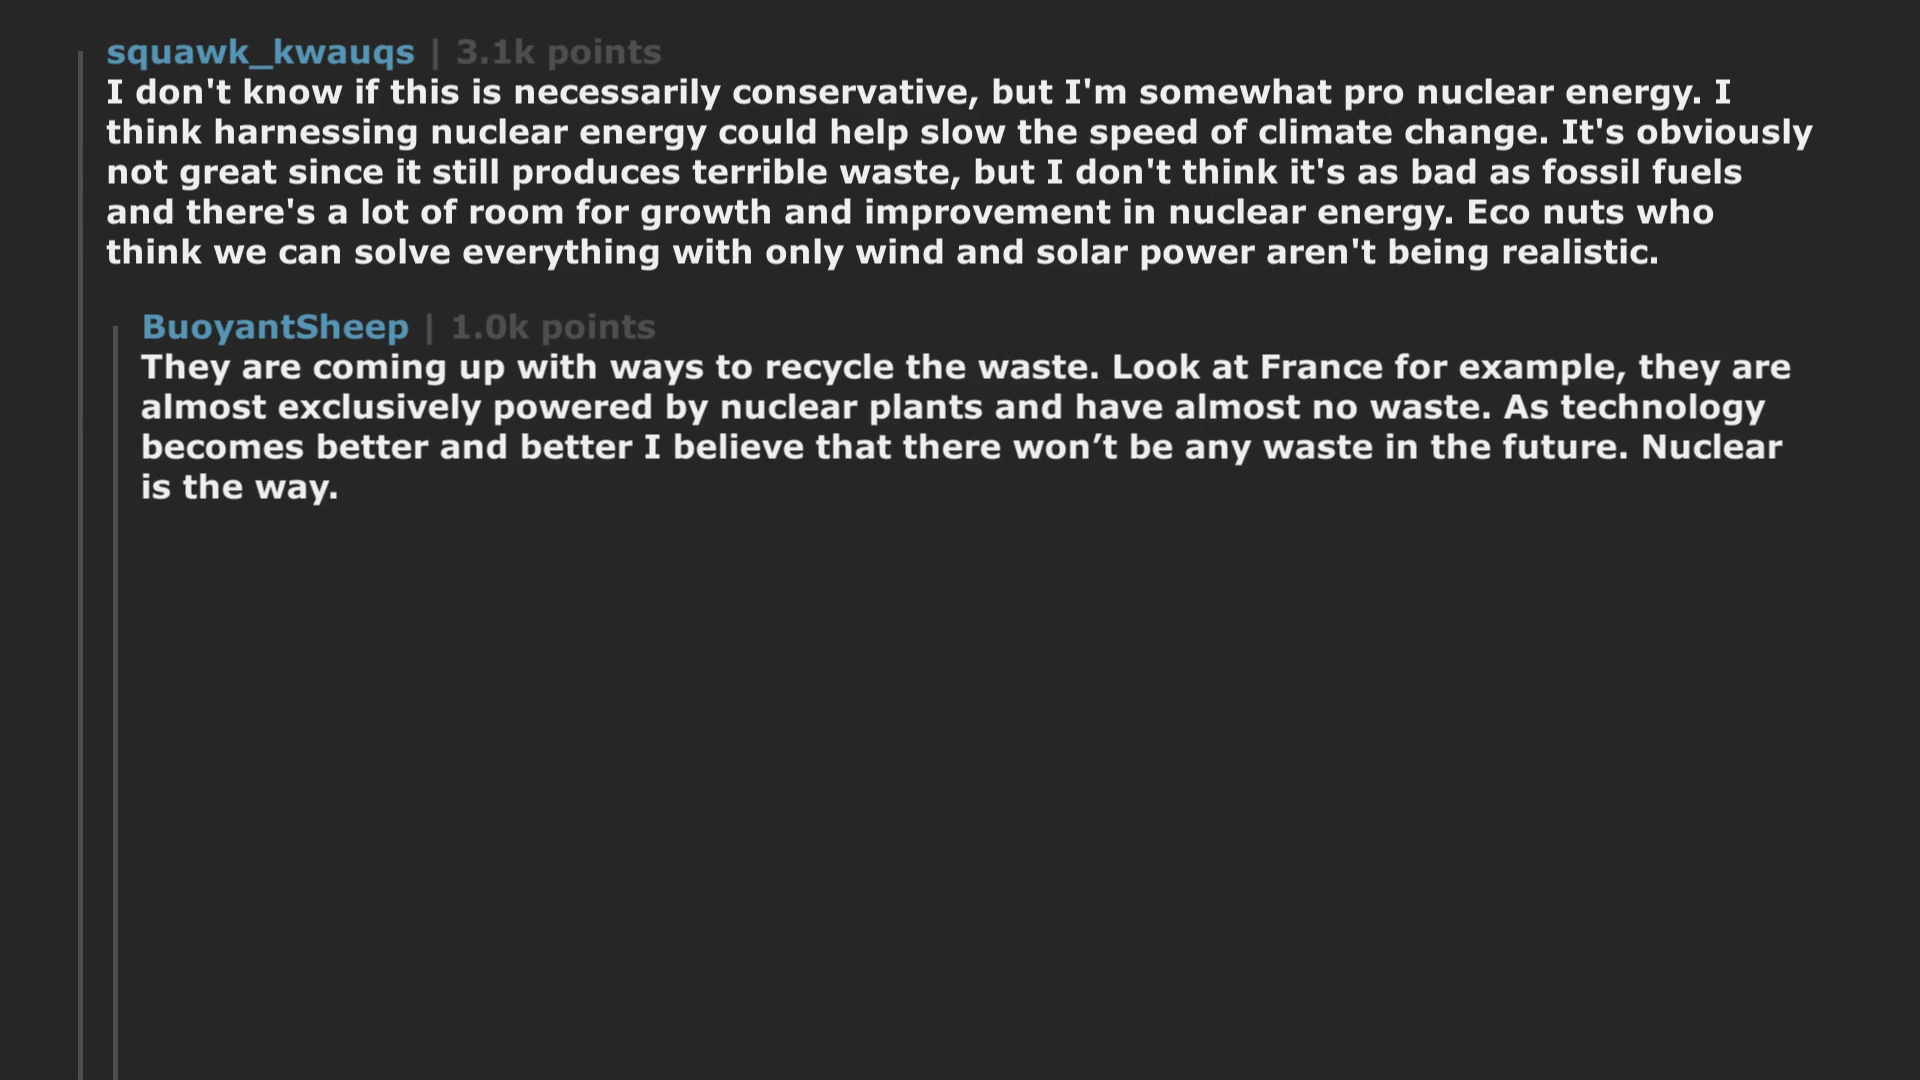 squawk_kwauqs | 3.1k points
I don't know if this is necessarily conservative, but I'm somewhat pro nuclear energy. I
think harnessing nuclear energy could help slow the speed of climate change. It's obviously
not great since it still produces terrible waste, but I don't think it's as bad as fossil fuels
and there's a lot of room for growth and improvement in nuclear energy. Eco nuts who
think we can solve everything with only wind and solar power aren't being realistic.
BuoyantSheep | 1.0k points
They are coming up with ways to recycle the waste. Look at France for example, they are
almost exclusively powered by nuclear plants and have almost no waste. As technology
becomes better and better I believe that there won’t be any waste in the future. Nuclear
is the way.